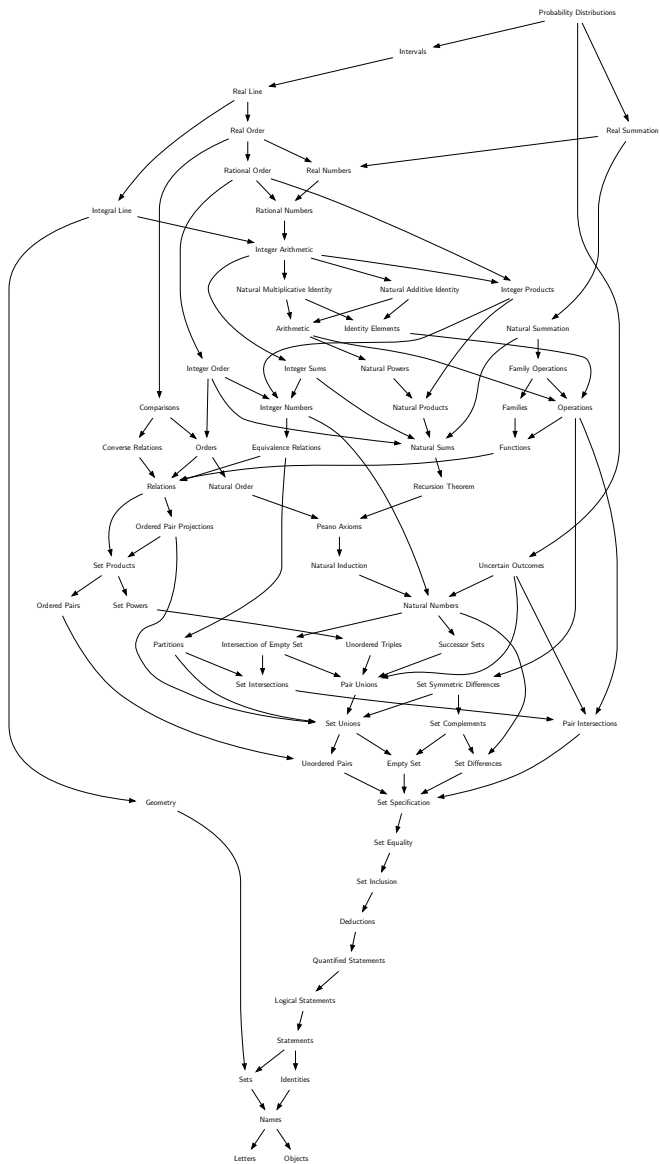 Probability Distributions
Intervals
Real Line
Real Order
Real Summation
Rational Order
Real Numbers
Integral Line
Rational Numbers
Integer Arithmetic
Natural Multiplicative Identity
Natural Additive Identity
Integer Products
Arithmetic
Identity Elements
Natural Summation
Integer Order
Integer Sums
Natural Powers
Family Operations
Comparisons
Integer Numbers
Natural Products
Families
Operations
Converse Relations
Orders
Equivalence Relations
Natural Sums
Functions
Relations
Natural Order
Recursion Theorem
Ordered Pair Projections
Peano Axioms
Set Products
Natural Induction
Uncertain Outcomes
Ordered Pairs
Set Powers
Natural Numbers
Partitions
Intersection of Empty Set
Unordered Triples
Successor Sets
Set Intersections
Pair Unions
Set Symmetric Differences
Set Unions
Set Complements
Pair Intersections
Unordered Pairs
Empty Set
Set Differences
Geometry
Set Specification
Set Equality
Set Inclusion
Deductions
Quantified Statements
Logical Statements
Statements
Sets
Identities
Names
Letters
Objects